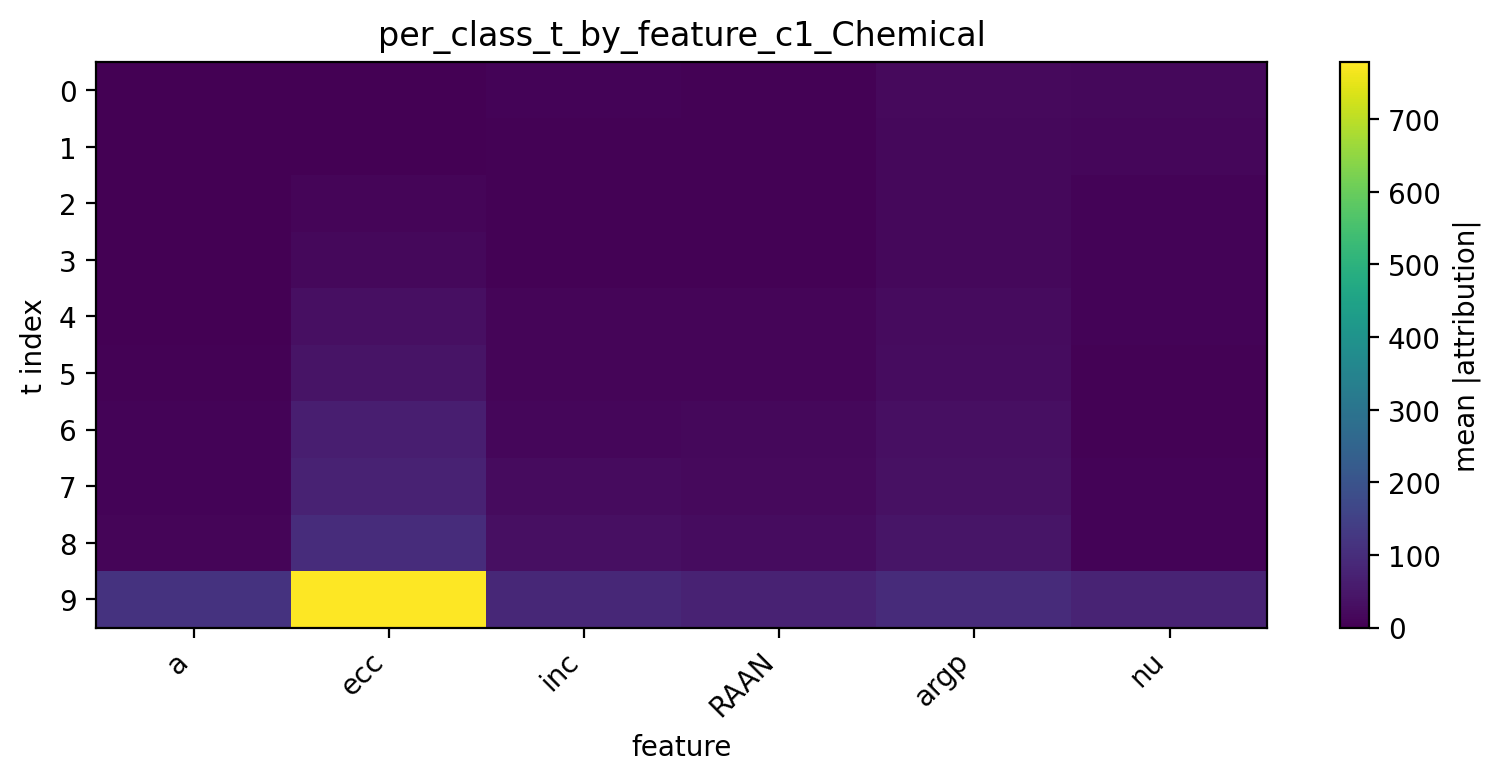 per_class_t_by_feature_c1_Chemical
t index
0
1
2
3
4
5
6
7
8
9
a
ecc
inc
RAAN
argp
nu
feature
700
600
500
400
300
200
100
0
mean |attribution|